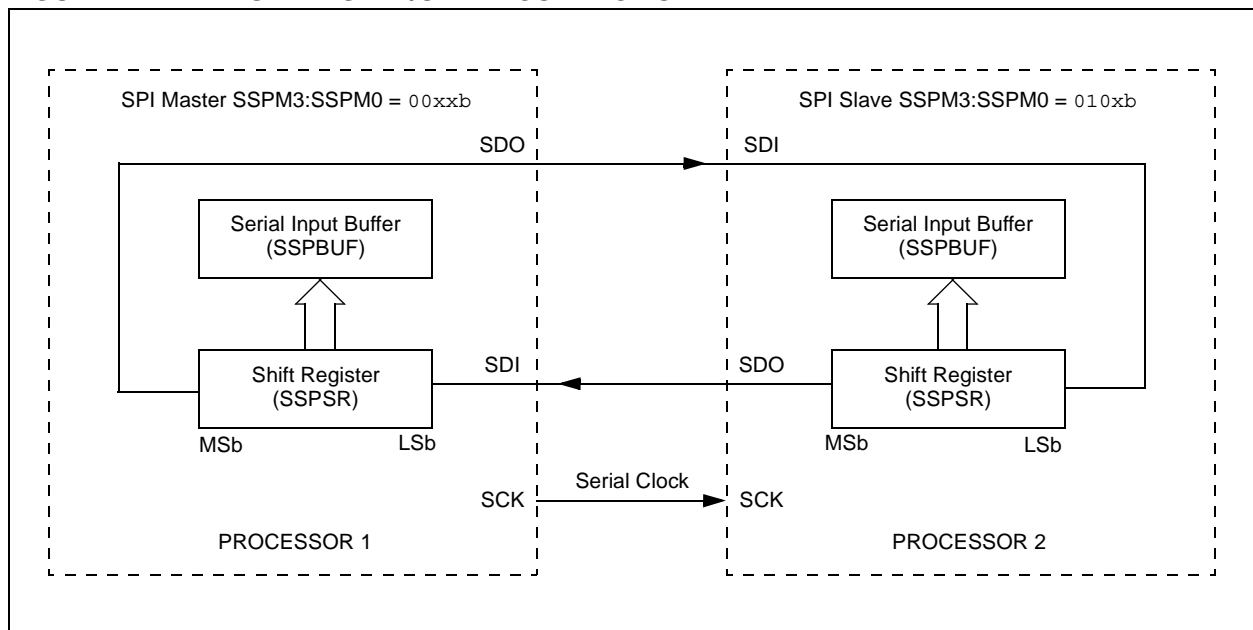 SPI Master SSPM3:SSPM0 = 00xxb
SPI Slave SSPM3:SSPM0 = 010xb
SDO
SDI
Serial Input Buffer
(SSPBUF)
Serial Input Buffer
(SSPBUF)
Shift Register
(SSPSR)
SDI
SDO
Shift Register
(SSPSR)
MSb
LSb
MSb
LSb
Serial Clock
SCK
SCK
PROCESSOR 1
PROCESSOR 2